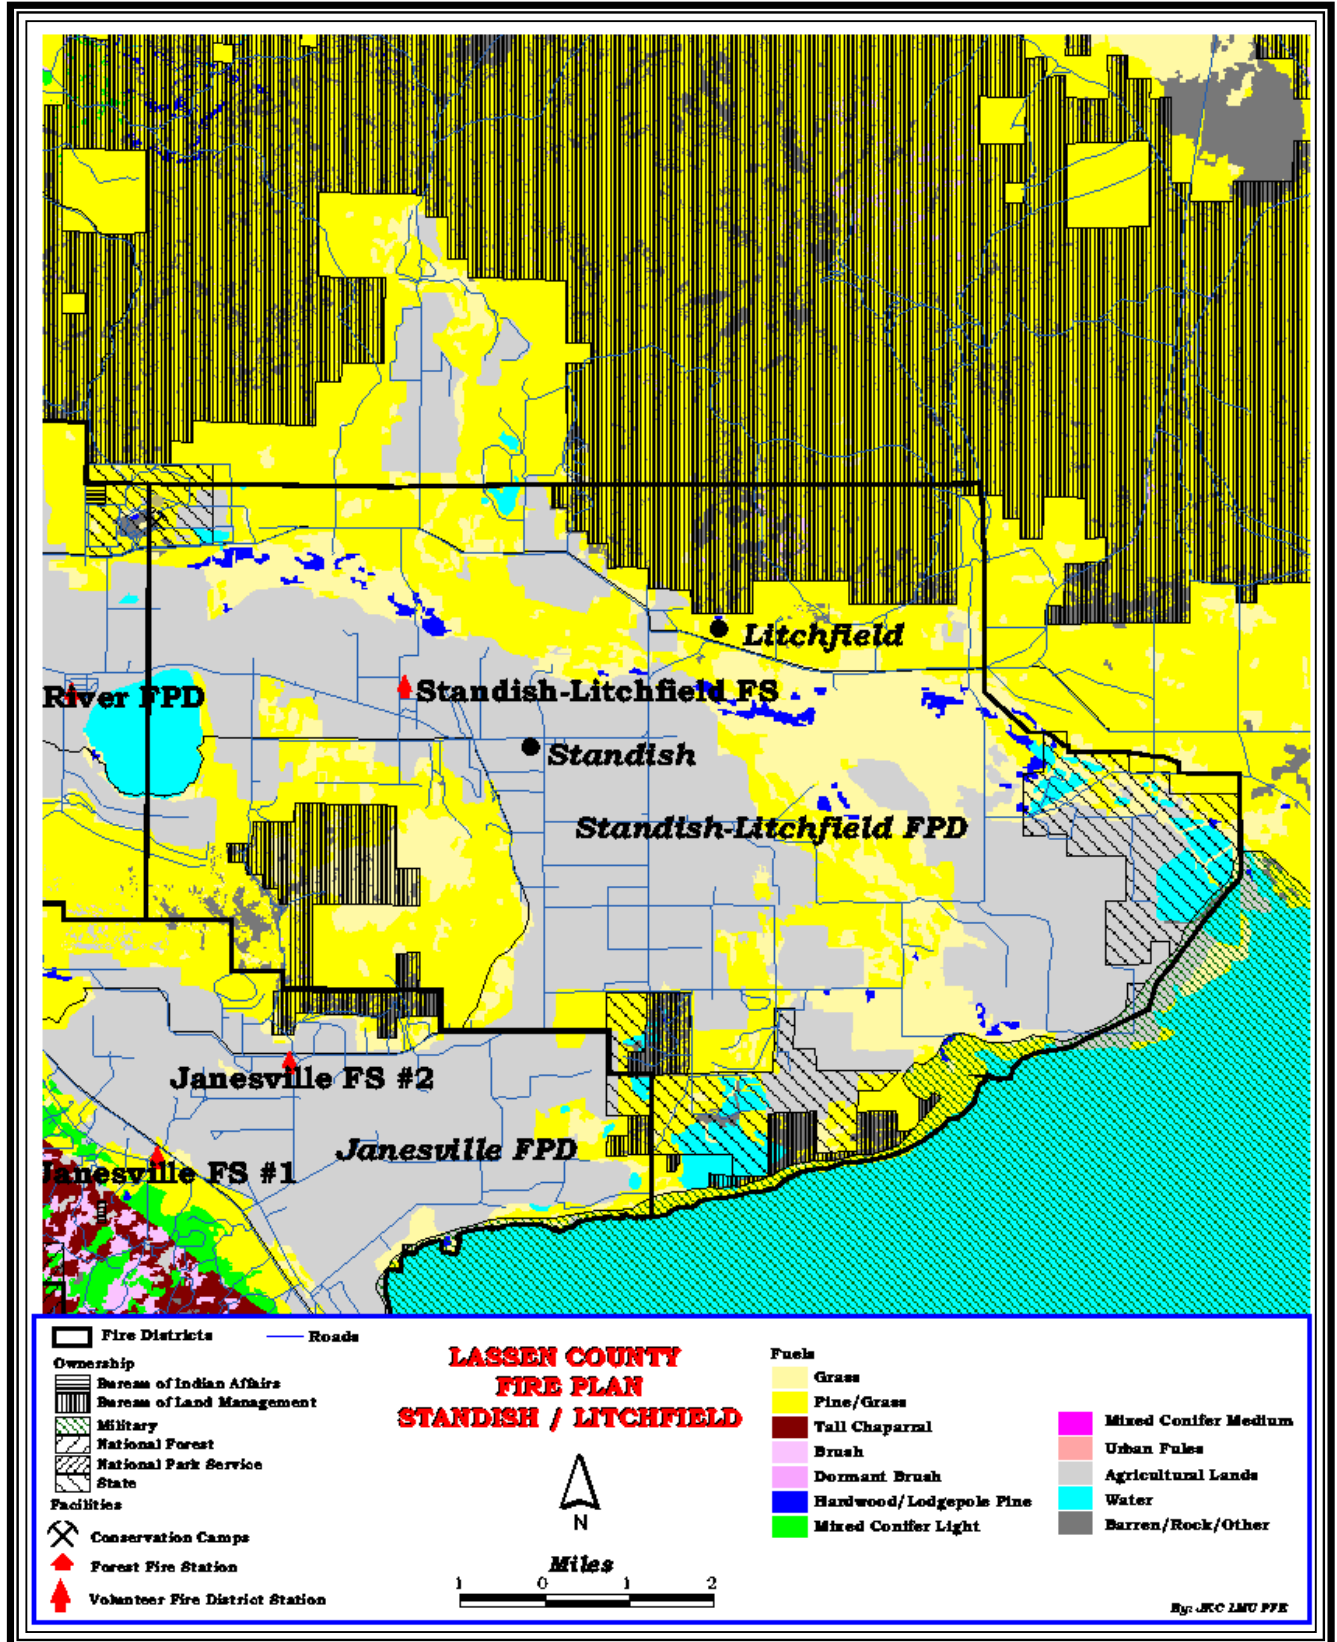 Litchfield
River FPD
Standish-Litchfield FS
Standish
Standish-Litchfield FPD
Janesville FS #2
Janesville FPD
Janesville FS #1
Fire Districts
Roads
Ownership
Bureau of Indian Affairs
Bureau of Land Management
Military
National Forest
National Park Service
State
Facilities
Conservation Camps
Forest Fire Station
Volunteer Fire District Station
LASSEN COUNTY
FIRE PLAN
STANDISH / LITCHFIELD
N
Miles
1 0 1 2
Fuels
Grass
Pine/Grass
Tall Chaparral
Brush
Dormant Brush
Hardwood/Lodgepole Pine
Mixed Conifer Light
Mixed Conifer Medium
Urban Fules
Agricultural Lands
Water
Barren/Rock/Other
By: JKC LMU PFE